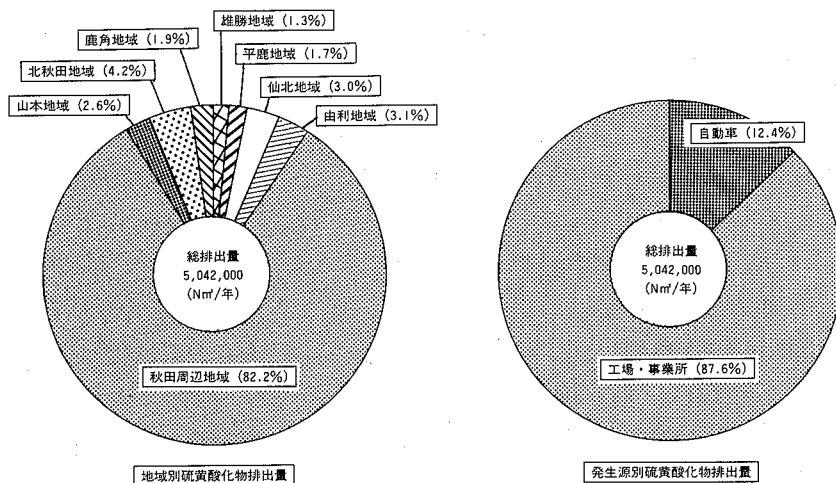 雄勝地域 (1.3%)
鹿角地域 (1.9%)
平鹿地域 (1.7%)
北秋田地域 (4.2%)
仙北地域 (3.0%)
山本地域 (2.6%)
由利地域 (3.1%)
総排出量
5,042,000
(N㎥/年)
秋田周辺地域 (82.2%)
地域別硫黄酸化物排出量
自動車 (12.4%)
総排出量
5,042,000
(N㎥/年)
工場・事業所 (87.6%)
発生源別硫黄酸化物排出量